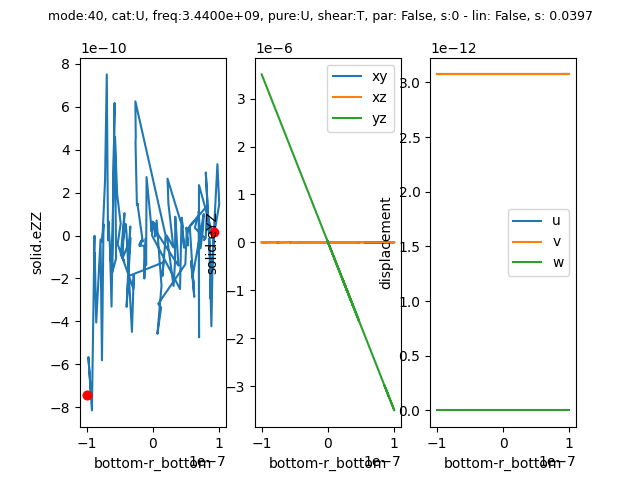 mode:40, cat:U, freq:3.4400e+09, pure:U, shear:T, par: False, s:0 - lin: False, s: 0.0397
1e−10
8
6
4
2
0
−2
−4
−6
−8
solid.eZZ
−1
0
1
1e−7
bottom-r_bottom
1e−6
3
2
1
0
−1
−2
−3
solid.eYZ
xy
xz
yz
−1
0
1
1e−7
bottom-r_bottom
1e−12
3.0
2.5
2.0
1.5
1.0
0.5
0.0
displacement
u
v
w
−1
0
1
1e−7
bottom-r_bottom